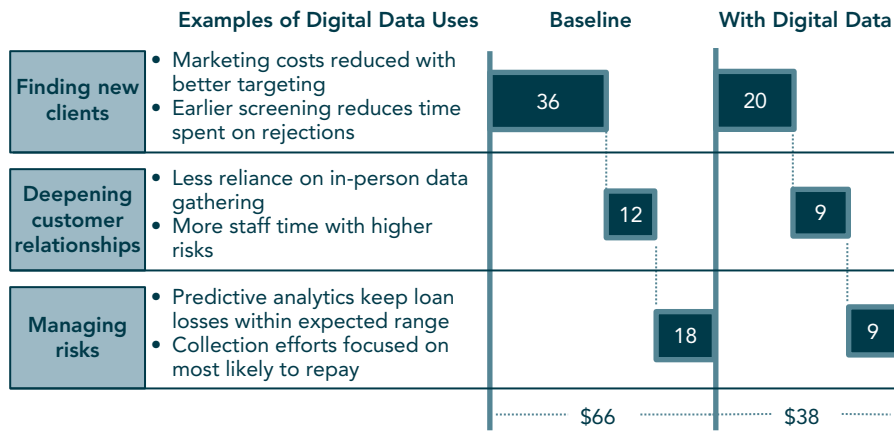 Examples of Digital Data Uses Baseline With Digital Data
Finding new
clients
• Marketing costs reduced with
better targeting
• Earlier screening reduces time
spent on rejections
36
20
Deepening
customer
relationships
• Less reliance on in-person data
gathering
• More staff time with higher
risks
12
9
Managing
risks
• Predictive analytics keep loan
losses within expected range
• Collection efforts focused on
most likely to repay
18
9
$66
$38